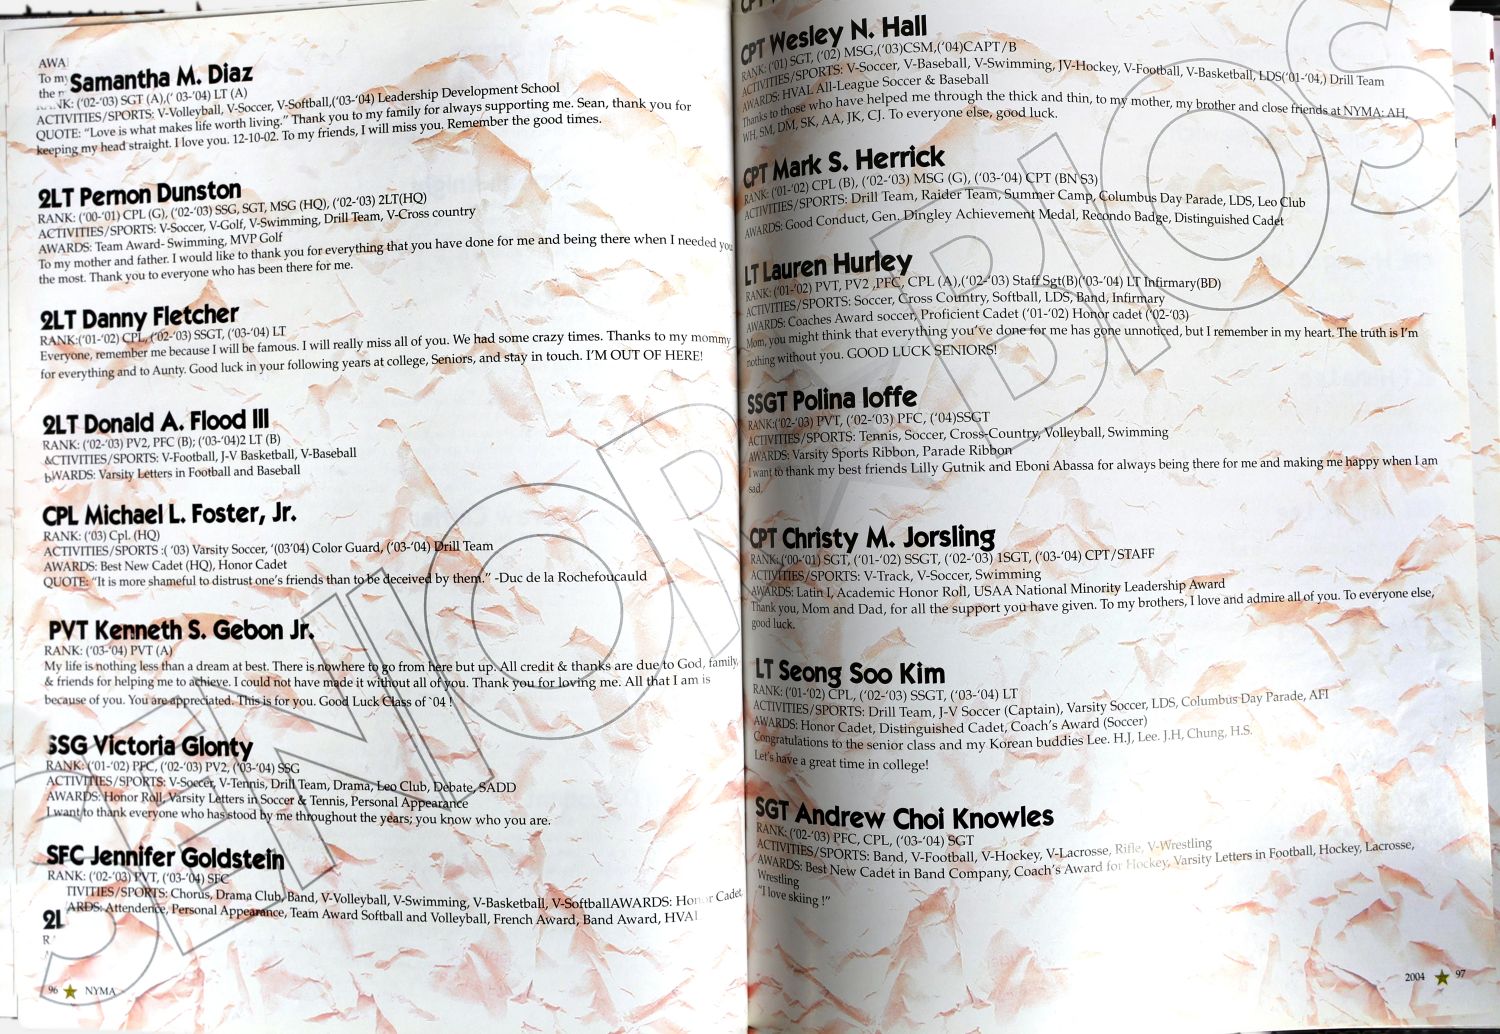 AWA
To my
the r
Samantha M. Diaz
NK: ('02-'03) SGT (A),(' 03-'04) LT (A)
ACTIVITIES/SPORTS: V-Volleyball, V-Soccer, V-Softball,('03-'04) Leadership Development School
QUOTE: "Love is what makes life worth living." Thank you to my family for always supporting me. Sean, thank you for
keeping my head straight. I love you. 12-10-02. To my friends, I will miss you. Remember the good times.
2LT Pernon Dunston
RANK: ('00-'01) CPL (G), ('02-'03) SSG, SGT, MSG (HQ), ('02-'03) 2LT(HQ)
ACTIVITIES/SPORTS: V-Soccer, V-Golf, V-Swimming, Drill Team, V-Cross country
AWARDS: Team Award- Swimming, MVP Golf
To my mother and father. I would like to thank you for everything that you have done for me and being there when I needed you
the most. Thank you to everyone who has been there for me.
2LT Danny Fletcher
RANK:('01-'02) CPL, ('02-'03) SSGT, ('03-'04) LT
Everyone, remember me because I will be famous. I will really miss all of you. We had some crazy times. Thanks to my mommy
for everything and to Aunty. Good luck in your following years at college, Seniors, and stay in touch. I'M OUT OF HERE!
2LT Donald A. Flood III
RANK: ('02-'03) PV2, PFC (B); ('03-'04)2 LT (B)
ACTIVITIES/SPORTS: V-Football, J-V Basketball, V-Baseball
WARDS: Varsity Letters in Football and Baseball
CPL Michael L. Foster, Jr.
RANK: ('03) Cpl. (HQ)
ACTIVITIES/SPORTS :( '03) Varsity Soccer, '(03'04) Color Guard, ('03-'04) Drill Team
AWARDS: Best New Cadet (HQ), Honor Cadet
QUOTE: "It is more shameful to distrust one's friends than to be deceived by them." -Duc de la Rochefoucauld
PVT Kenneth S. Gebon Jr.
RANK: ('03-'04) PVT (A)
My life is nothing less than a dream at best. There is nowhere to go from here but up. All credit & thanks are due to God, family,
& friends for helping me to achieve. I could not have made it without all of you. Thank you for loving me. All that I am is
because of you. You are appreciated. This is for you. Good Luck Class of `04 !
SSG Victoria Glonty
RANK: ('01-'02) PFC, ('02-'03) PV2, ('03-'04) SSG
ACTIVITIES/SPORTS: V-Soccer, V-Tennis, Drill Team, Drama, Leo Club, Debate, SADD
AWARDS: Honor Roll, Varsity Letters in Soccer & Tennis, Personal Appearance
I want to thank everyone who has stood by me throughout the years; you know who you are.
SFC Jennifer Goldstein
RANK: ('02-'03) PVT, ('03-'04) SFC
TIVITIES/SPORTS: Chorus, Drama Club, Band, V-Volleyball, V-Swimming, V-Basketball, V-SoftballAWARDS: Honor Cadet,
ARDS: Attendence, Personal Appearance, Team Award Softball and Volleyball, French Award, Band Award, HVAI
2L
R
96 NYMA
SENIOR BIOS
CPT Wesley N. Hall
RANK: ('01) SGT, ('02) MSG,('03)CSM,('04)CAPT/B
ACTIVITIES/SPORTS: V-Soccer, V-Baseball, V-Swimming, JV-Hockey, V-Football, V-Basketball, LDS('01-'04,) Drill Team
AWARDS: HVAL All-League Soccer & Baseball
Thanks to those who have helped me through the thick and thin, to my mother, my brother and close friends at NYMA: AH,
WH, SM, DM, SK, AA, JK, CJ. To everyone else, good luck.
CPT Mark S. Herrick
RANK: ('01-'02) CPL (B), ('02-'03) MSG (G), ('03-'04) CPT (BN S3)
ACTIVITIES/SPORTS: Drill Team, Raider Team, Summer Camp, Columbus Day Parade, LDS, Leo Club
AWARDS: Good Conduct, Gen. Dingley Achievement Medal, Recondo Badge, Distinguished Cadet
LT Lauren Hurley
RANK: ('01-'02) PVT, PV2 ,PFC, CPL (A),('02-'03) Staff Sgt(B)('03-'04) LT Infirmary(BD)
ACTIVITIES/SPORTS: Soccer, Cross Country, Softball, LDS, Band, Infirmary
AWARDS: Coaches Award soccer, Proficient Cadet ('01-'02) Honor cadet ('02-'03)
Mom, you might think that everything you've done for me has gone unnoticed, but I remember in my heart. The truth is I'm
nothing without you. GOOD LUCK SENIORS!
SSGT Polina Ioffe
RANK:('02-'03) PVT, ('02-'03) PFC, ('04)SSGT
ACTIVITIES/SPORTS: Tennis, Soccer, Cross-Country, Volleyball, Swimming
AWARDS: Varsity Sports Ribbon, Parade Ribbon
I want to thank my best friends Lilly Gutnik and Eboni Abassa for always being there for me and making me happy when I am
sad.
CPT Christy M. Jorsling
RANK: ('00-'01) SGT, ('01-'02) SSGT, ('02-'03) 1SGT, ('03-'04) CPT/STAFF
ACTIVITIES/SPORTS: V-Track, V-Soccer, Swimming
AWARDS: Latin I, Academic Honor Roll, USAA National Minority Leadership Award
Thank you, Mom and Dad, for all the support you have given. To my brothers, I love and admire all of you. To everyone else,
good luck.
LT Seong Soo Kim
RANK: ('01-'02) CPL, ('02-'03) SSGT, ('03-'04) LT
ACTIVITIES/SPORTS: Drill Team, J-V Soccer (Captain), Varsity Soccer, LDS, Columbus Day Parade, AFI
AWARDS: Honor Cadet, Distinguished Cadet, Coach's Award (Soccer)
Congratulations to the senior class and my Korean buddies Lee. H.J, Lee. J.H, Chung, H.S.
Let's have a great time in college!
SGT Andrew Choi Knowles
RANK: ('02-'03) PFC, CPL, ('03-'04) SGT
ACTIVITIES/SPORTS: Band, V-Football, V-Hockey, V-Lacrosse, Rifle, V-Wrestling
AWARDS: Best New Cadet in Band Company, Coach's Award for Hockey, Varsity Letters in Football, Hockey, Lacrosse,
Wrestling
"I love skiing !"
2004 97